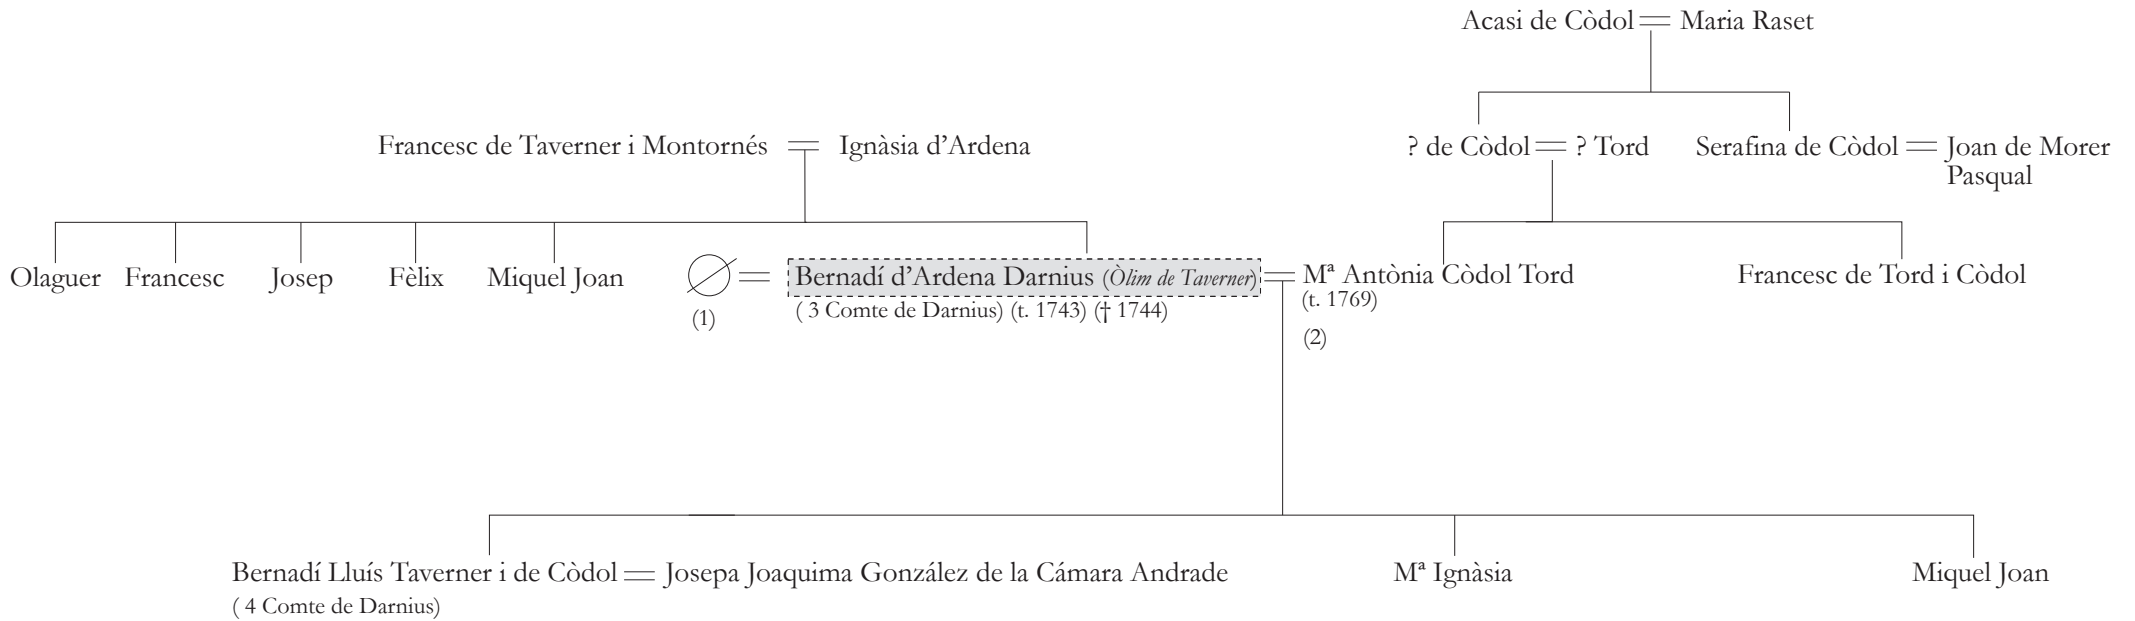 Acasi de Còdol Maria Raset
Francesc de Taverner i Montornés Ignàsia d’Ardena ? de Còdol ? Tord Serafina de Còdol Joan de Morer
Pasqual
Olaguer Francesc Josep Fèlix Miquel Joan Bernadí d’Ardena Darnius (Òlim de Taverner) Mª Antònia Còdol Tord Francesc de Tord i Còdol
(1) ( 3 Comte de Darnius) († 1744) (t. 1743) (t. 1769)
(2)
Bernadí Lluís Taverner i de Còdol Josepa Joaquima González de la Cámara Andrade Mª Ignàsia Miquel Joan
( 4 Comte de Darnius)